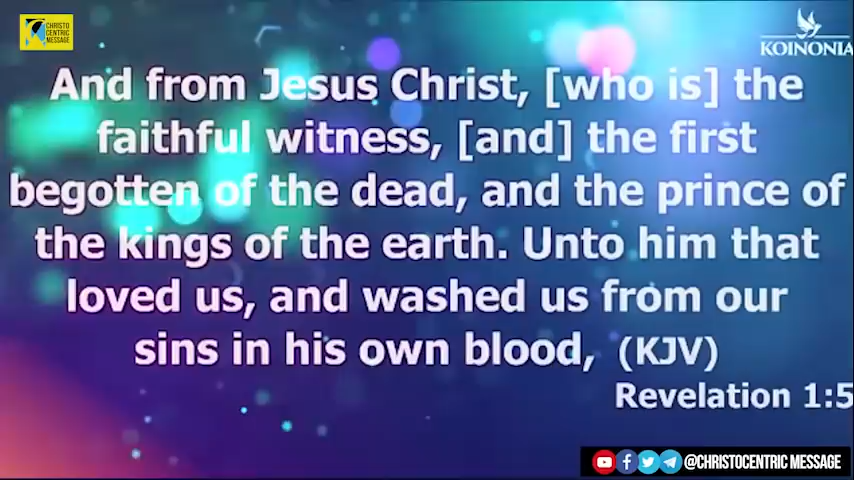 CHRISTO
CENTRIC
MESSAGE
KOINONIA
And from Jesus Christ, [who is] the
faithful witness, [and] the first
begotten of the dead, and the prince of
the kings of the earth. Unto him that
loved us, and washed us from our
sins in his own blood, (KJV)
Revelation 1:5
@CHRISTOCENTRIC MESSAGE